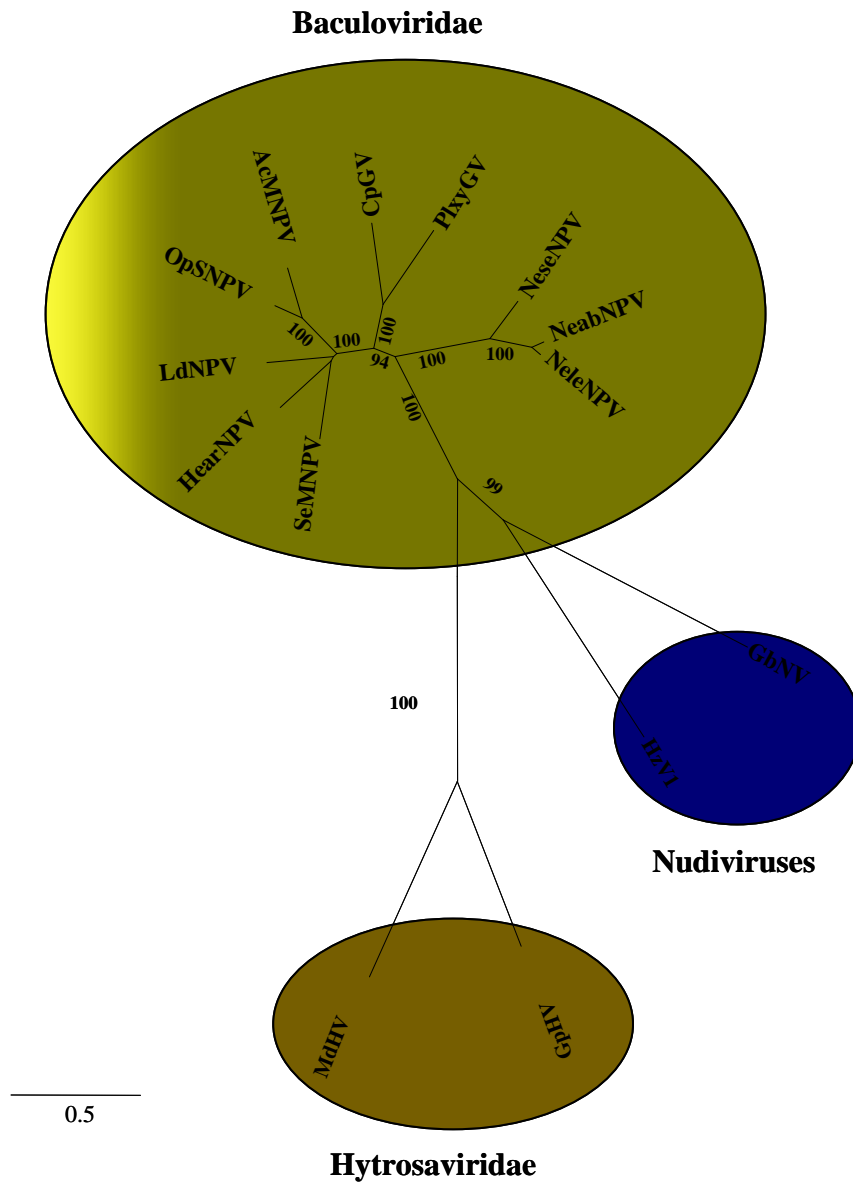 Baculoviridae
AcMNPV
CpGV
PlxyGV
OpSNPV
NeseNPV
NeabNPV
100
100
100
LdNPV
94
100
100
NeleNPV
HearNPV
100
SeMNPV
99
GbNV
100
HzV1
Nudiviruses
MdHV
GpHV
0.5
Hytrosaviridae